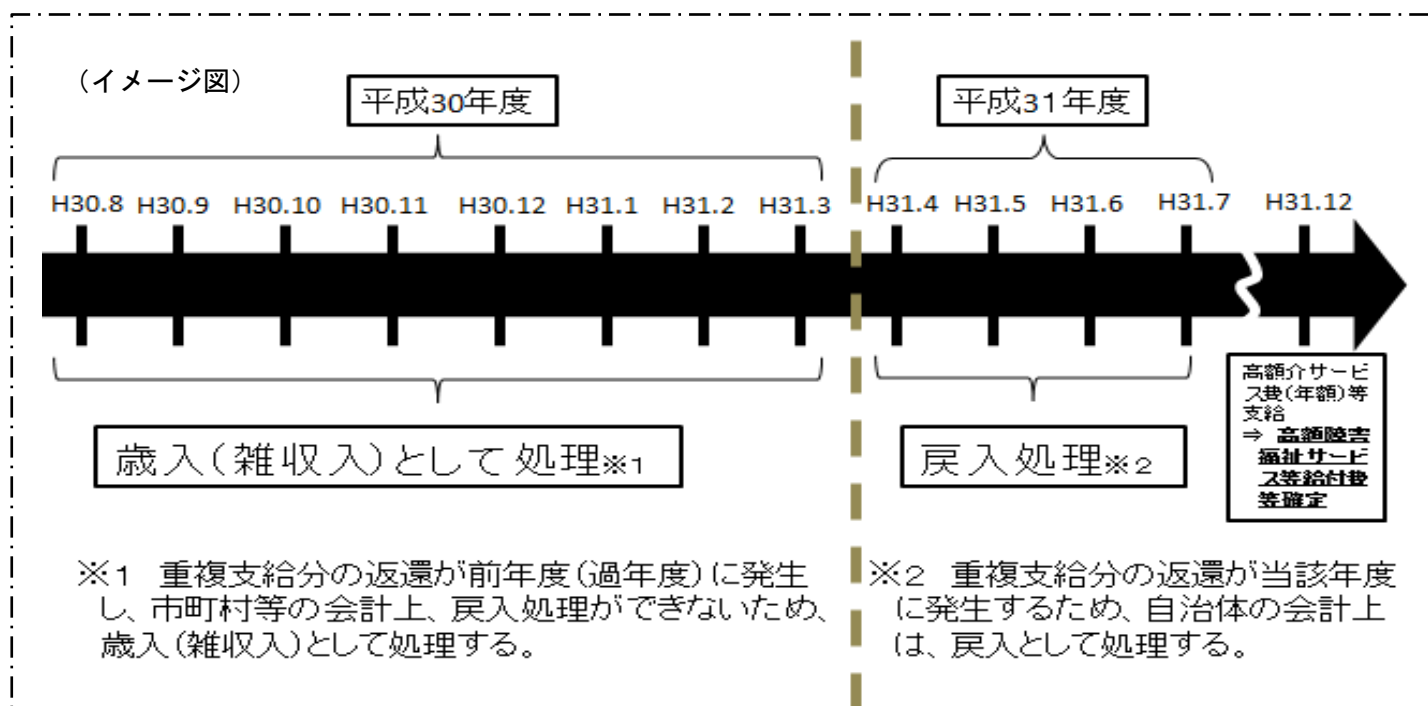 （イメージ図）
平成30年度
平成31年度
H30.8 H30.9 H30.10 H30.11 H30.12 H31.1 H31.2 H31.3 H31.4 H31.5 H31.6 H31.7 H31.12
歳入（雑収入）として処理※1
戻入処理※2
高額介サービ
ス費（年額）等
支給
⇒ 高額障害
福祉サービ
ス等給付費
等確定
※1　重複支給分の返還が前年度（過年度）に発生
し、市町村等の会計上、戻入処理ができないため、
歳入（雑収入）として処理する。
※2　重複支給分の返還が当該年度
に発生するため、自治体の会計上
は、戻入として処理する。